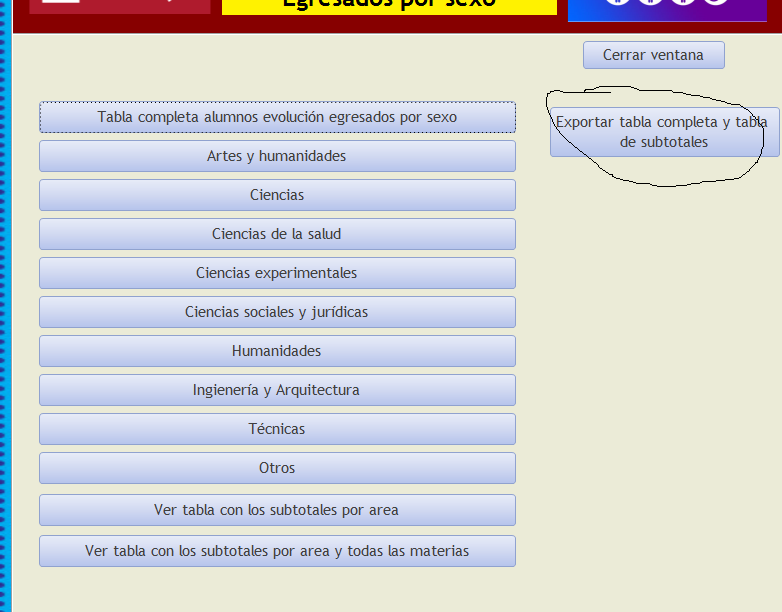 Egresados por sexo
Cerrar ventana
Tabla completa alumnos evolución egresados por sexo
Exportar tabla completa y tabla
de subtotales
Artes y humanidades
Ciencias
Ciencias de la salud
Ciencias experimentales
Ciencias sociales y jurídicas
Humanidades
Ingienería y Arquitectura
Técnicas
Otros
Ver tabla con los subtotales por area
Ver tabla con los subtotales por area y todas las materias